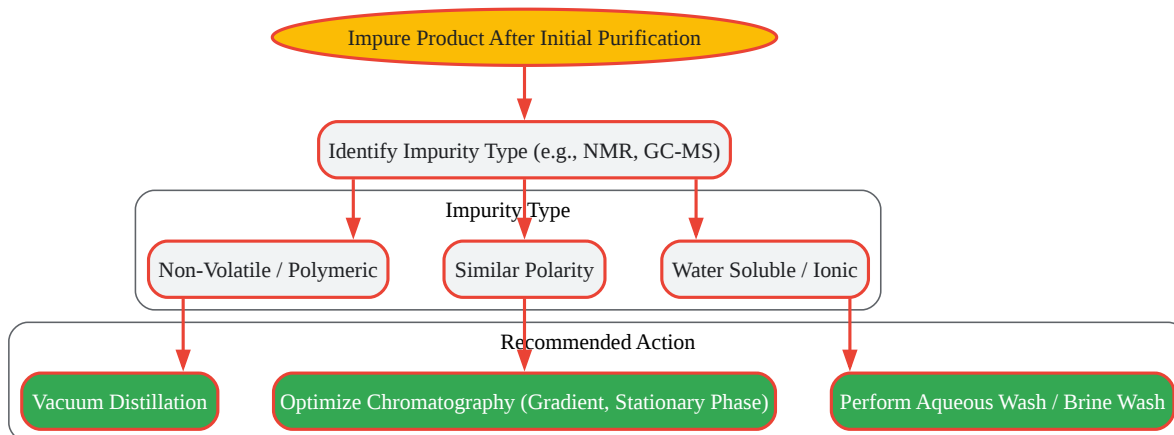 Impure Product After Initial Purification
Identify Impurity Type (e.g., NMR, GC-MS)
Impurity Type
Non-Volatile / Polymeric
Similar Polarity
Water Soluble / Ionic
Recommended Action
Vacuum Distillation
Optimize Chromatography (Gradient, Stationary Phase)
Perform Aqueous Wash / Brine Wash